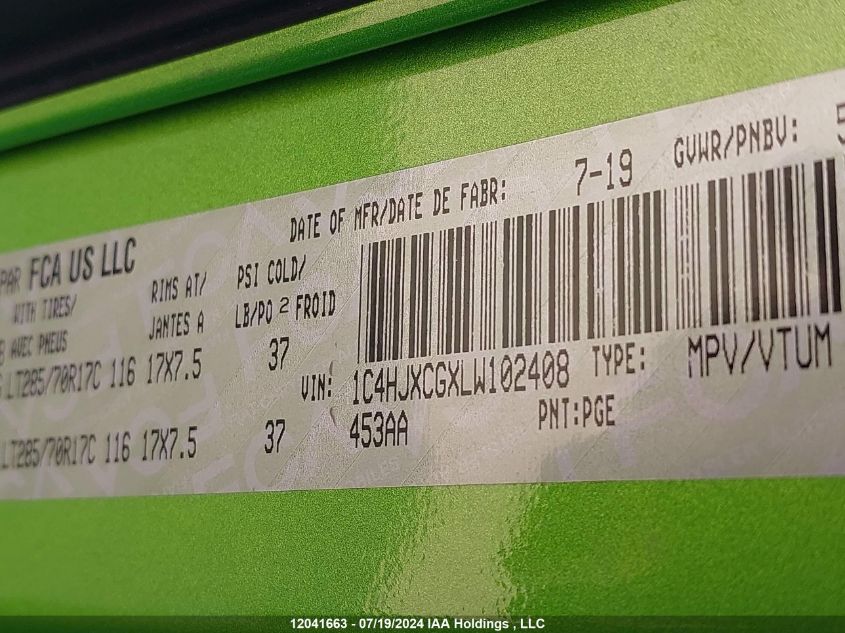 DATE OF MFR/DATE DE FABR: 7-19 GVWR/PNBV: 5
PAR FCA US LLC
WITH TIRES/ RIMS AT/ PSI COLD/
AVEC PNEUS JANTES A LB/PO 2 FROID
LT285/70R17C 116 17X7.5 37
VIN: 1C4HJXCGXLW102408 TYPE: MPV/VTUM
LT285/70R17C 116 17X7.5 37 453AA PNT:PGE
12041663 - 07/19/2024 IAA Holdings , LLC